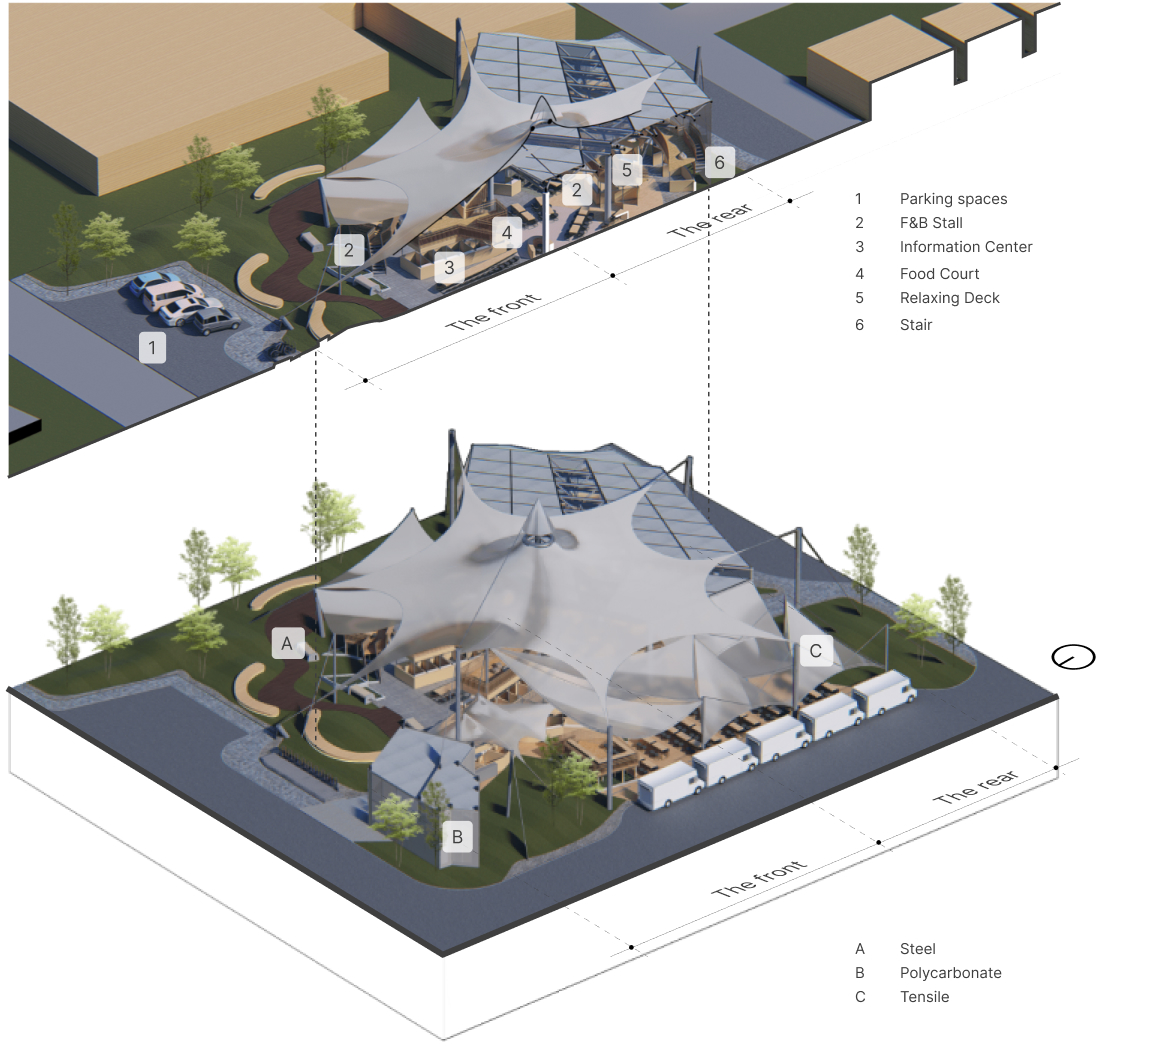 6
5
2
4
2
3
1
The rear
The front
1 Parking spaces
2 F&B Stall
3 Information Center
4 Food Court
5 Relaxing Deck
6 Stair
A
C
B
The rear
The front
A Steel
B Polycarbonate
C Tensile